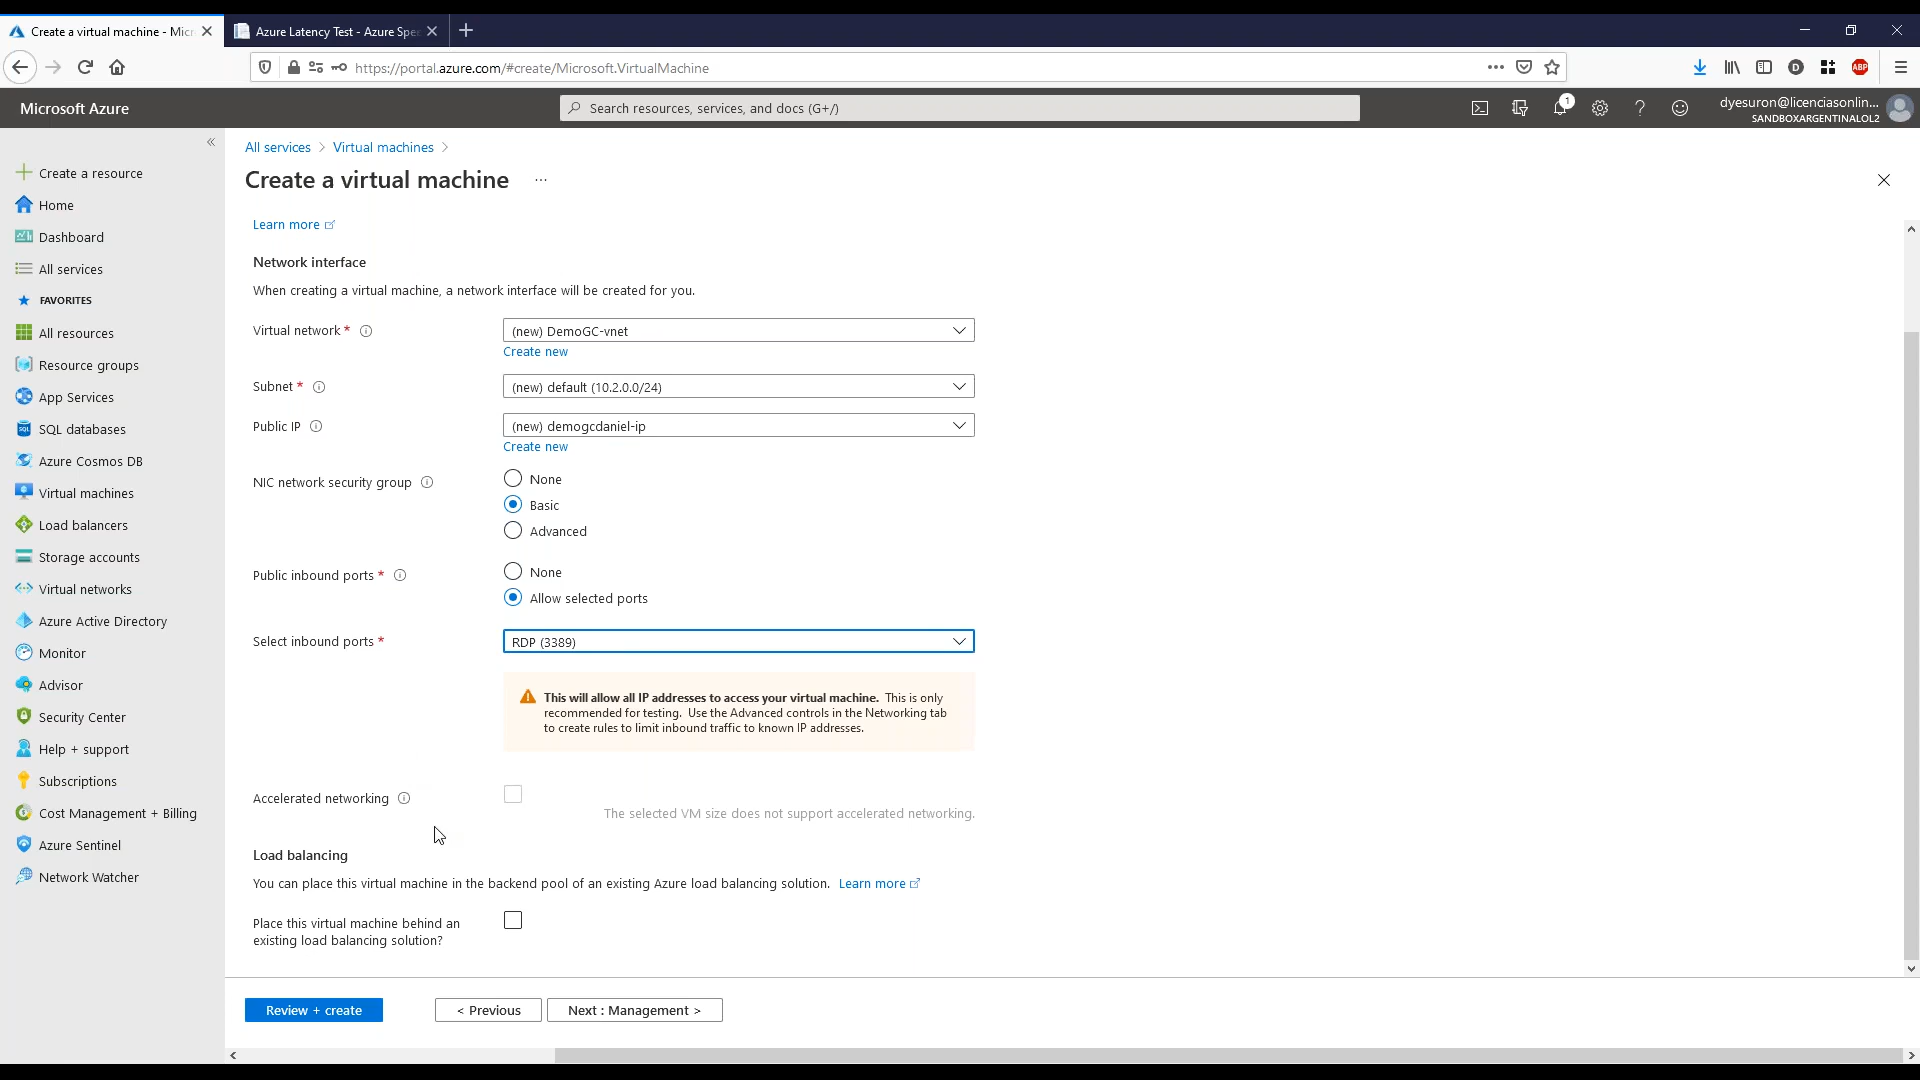 Create a virtual machine - Micr
Azure Latency Test - Azure Spee
https://portal.azure.com/#create/Microsoft.VirtualMachine
D
ABP
Microsoft Azure
Search resources, services, and docs (G+/)
1
dyesuron@licenciasonlin...
SANDBOXARGENTINALOL2
Create a resource
Home
Dashboard
All services
FAVORITES
All resources
Resource groups
App Services
SQL databases
Azure Cosmos DB
Virtual machines
Load balancers
Storage accounts
Virtual networks
Azure Active Directory
Monitor
Advisor
Security Center
Help + support
Subscriptions
Cost Management + Billing
Azure Sentinel
Network Watcher
All services > Virtual machines >
Create a virtual machine ...
Learn more
Network interface
When creating a virtual machine, a network interface will be created for you.
Virtual network *
(new) DemoGC-vnet
Create new
Subnet *
(new) default (10.2.0.0/24)
Public IP
(new) demogcdaniel-ip
Create new
NIC network security group
None
Basic
Advanced
Public inbound ports *
None
Allow selected ports
Select inbound ports *
RDP (3389)
This will allow all IP addresses to access your virtual machine. This is only
recommended for testing. Use the Advanced controls in the Networking tab
to create rules to limit inbound traffic to known IP addresses.
Accelerated networking
The selected VM size does not support accelerated networking.
Load balancing
You can place this virtual machine in the backend pool of an existing Azure load balancing solution. Learn more
Place this virtual machine behind an
existing load balancing solution?
Review + create
< Previous
Next : Management >